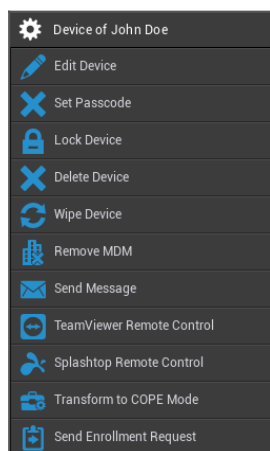 Device of John Doe
Edit Device
Set Passcode
Lock Device
Delete Device
Wipe Device
Remove MDM
Send Message
TeamViewer Remote Control
Splashtop Remote Control
Transform to COPE Mode
Send Enrollment Request